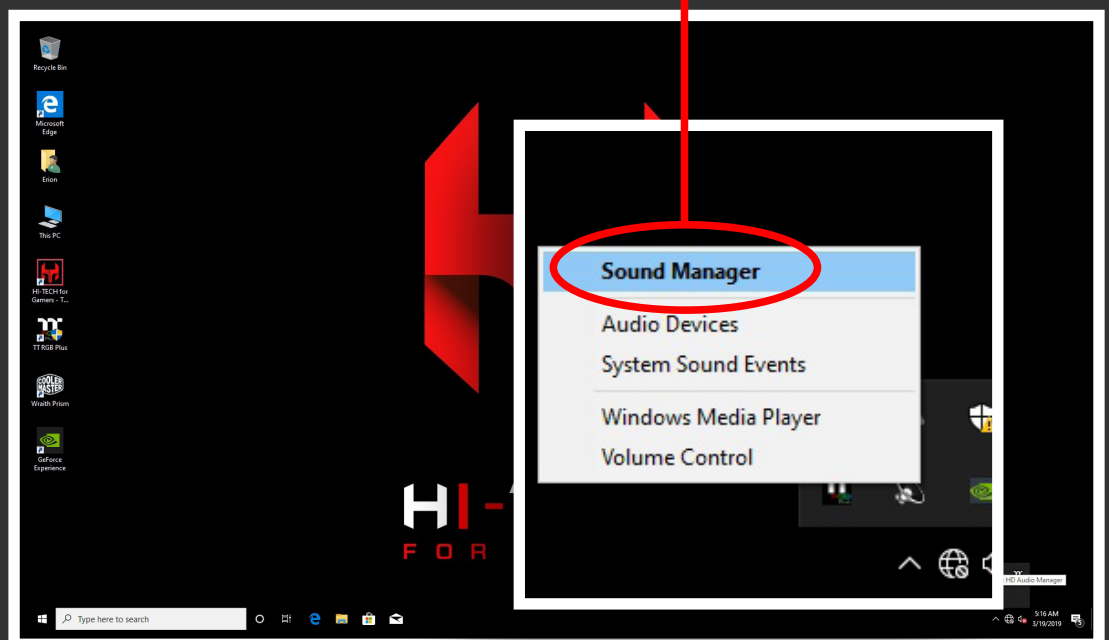 Recycle Bin
Microsoft
Edge
Erion
This PC
HI-TECH for
Gamers - T...
TT RGB Plus
COOLER
MASTER
Wraith Prism
GeForce
Experience
HI-
FOR
Sound Manager
Audio Devices
System Sound Events
Windows Media Player
Volume Control
HD Audio Manager
Type here to search
5:16 AM
3/19/2019